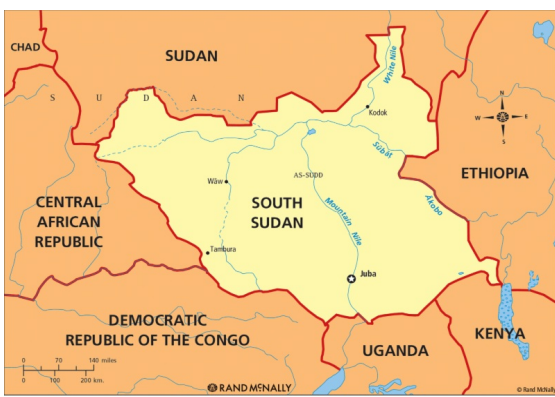 CHAD
SUDAN
S U D A N
White Nile
Kodok
N
W E
S
Sūbāt
ETHIOPIA
Wāw
AS-SUDD
Akobo
CENTRAL
AFRICAN
REPUBLIC
SOUTH
SUDAN
Mountain Nile
Tambura
Juba
DEMOCRATIC
REPUBLIC OF THE CONGO
UGANDA
KENYA
0 70 140 miles
0 100 200 km.
RAND MCNALLY
© Rand McNally